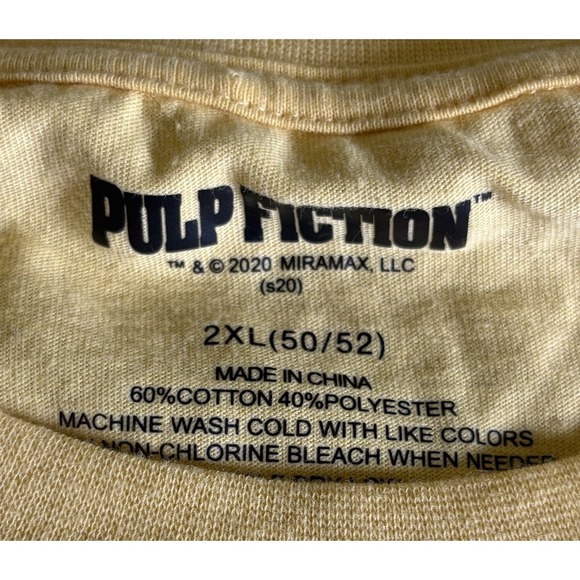 PULP FICTION™
™ & © 2020 MIRAMAX, LLC
(s20)
2XL(50/52)
MADE IN CHINA
60%COTTON 40%POLYESTER
MACHINE WASH COLD WITH LIKE COLORS
NON-CHLORINE BLEACH WHEN NEEDE